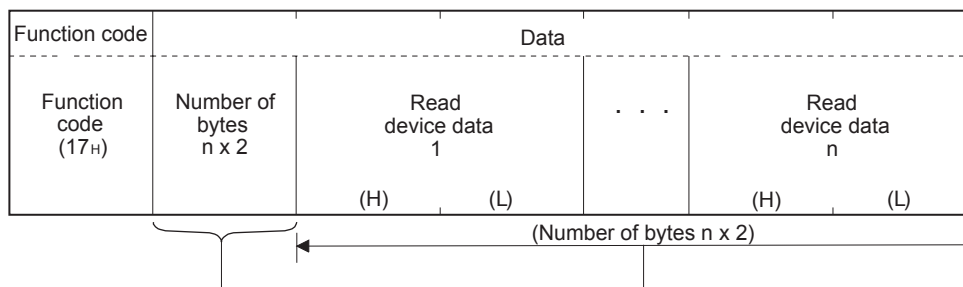 Function code
Data
Function
code
(17H)
Number of
bytes
n x 2
Read
device data
1
(H)
(L)
. . .
Read
device data
n
(H)
(L)
(Number of bytes n x 2)